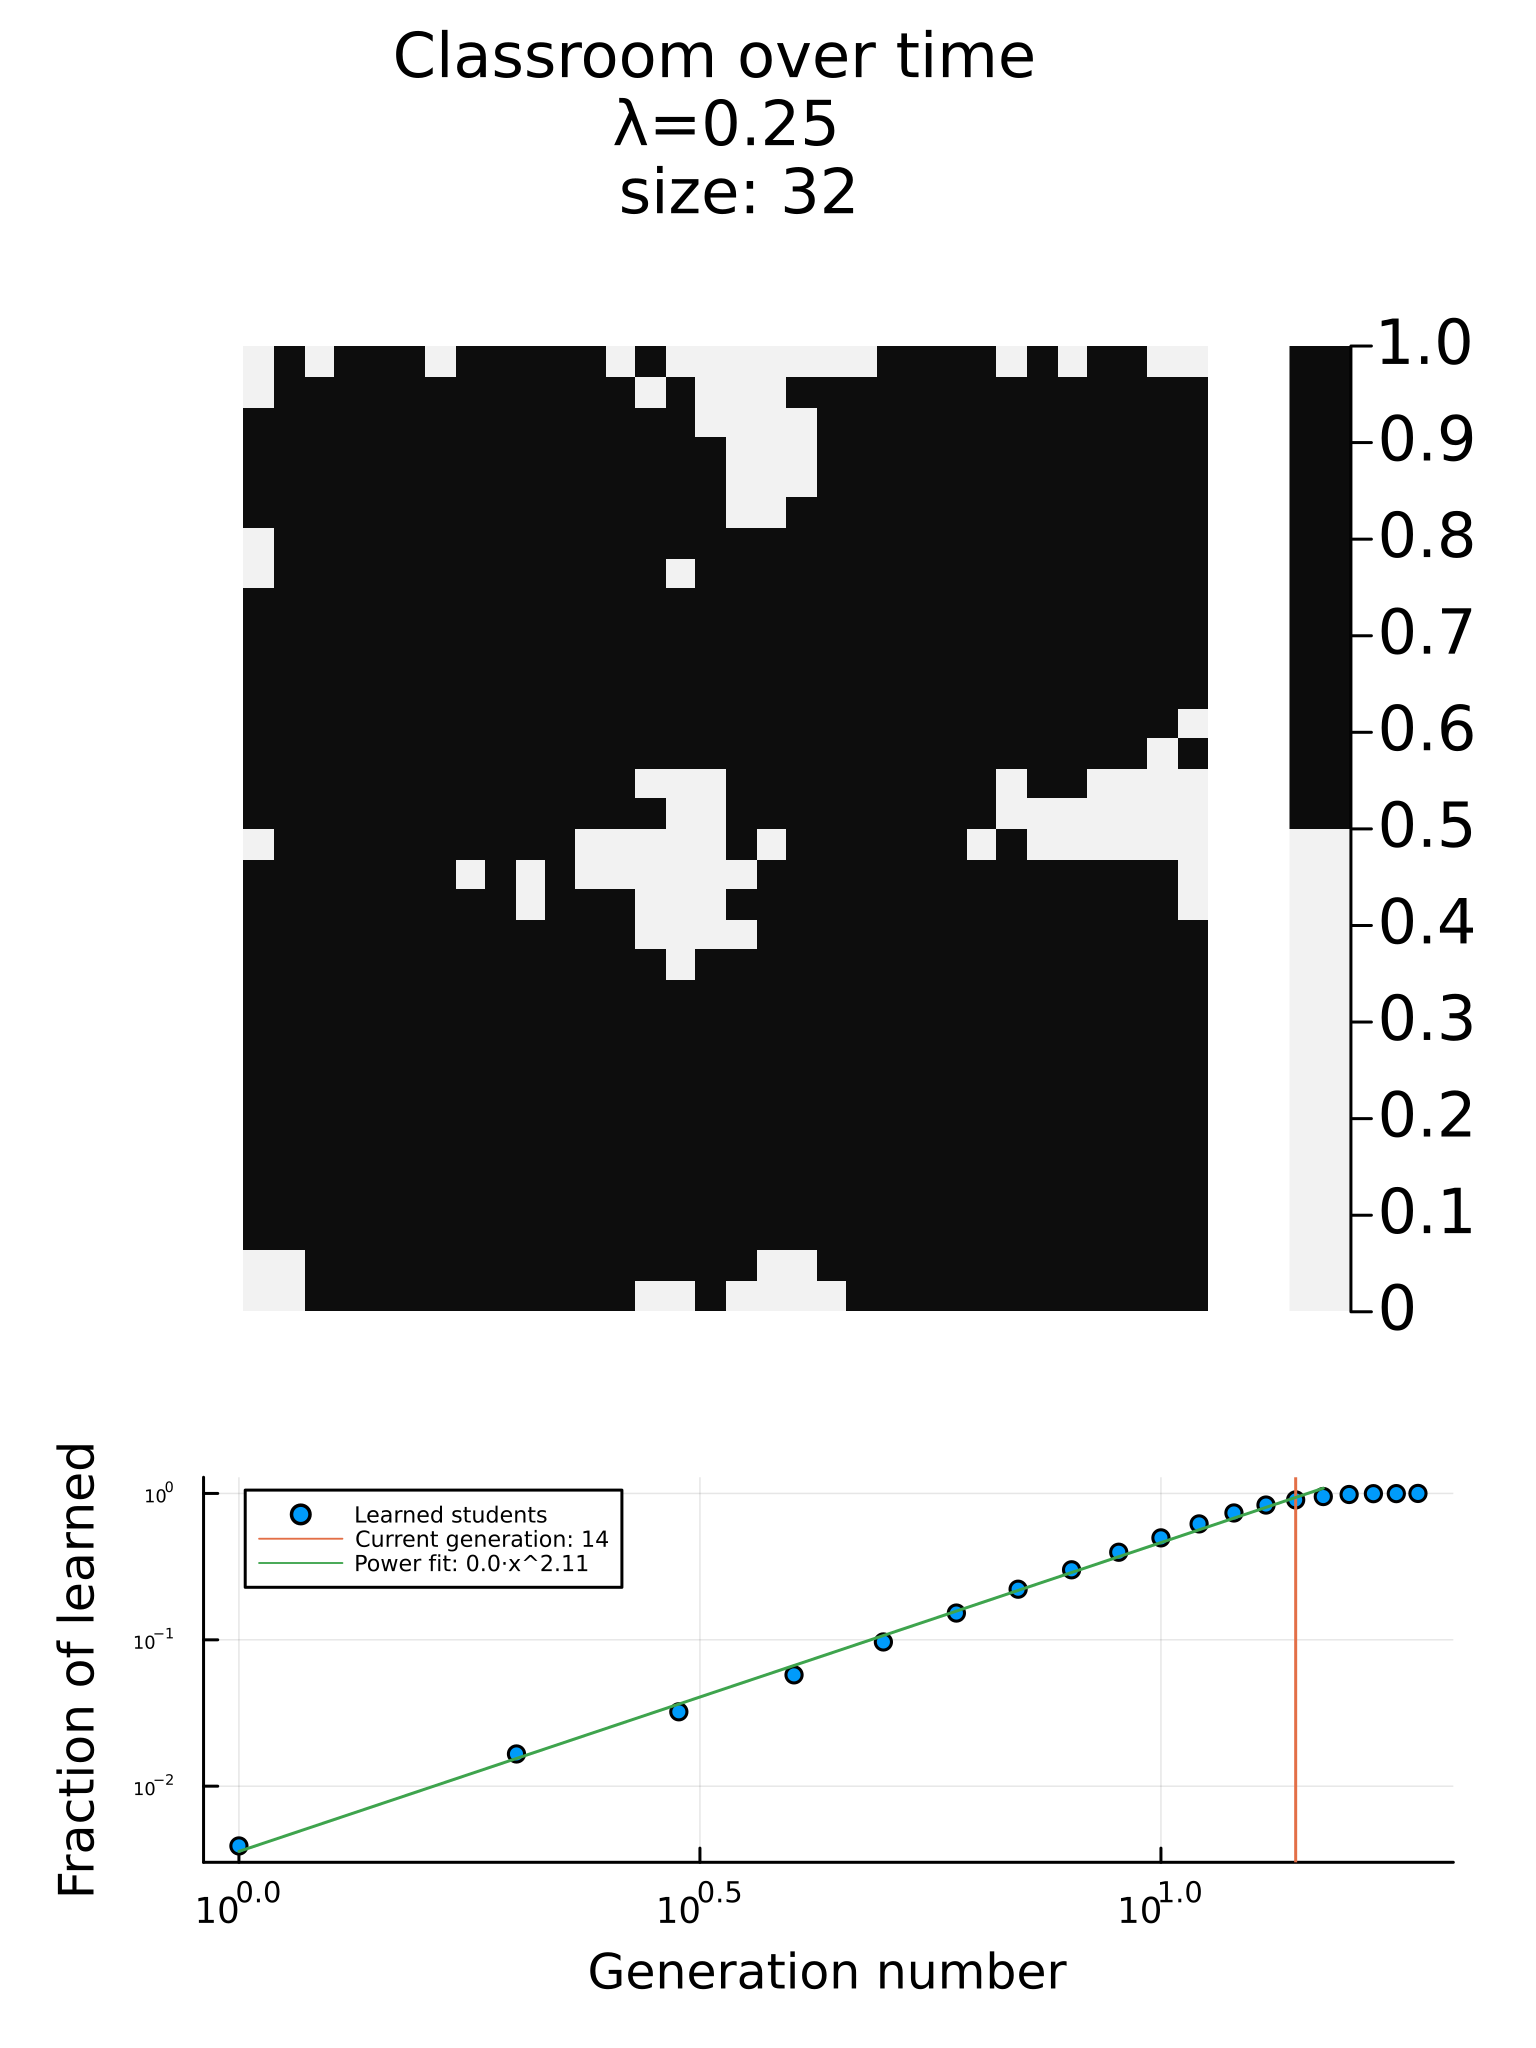 Classroom over time
λ=0.25
size: 32
1.0
0.9
0.8
0.7
0.6
0.5
0.4
0.3
0.2
0.1
0
Fraction of learned
10⁰
10⁻¹
10⁻²
Learned students
Current generation: 14
Power fit: 0.0·x^2.11
10^0.0
10^0.5
10^1.0
Generation number